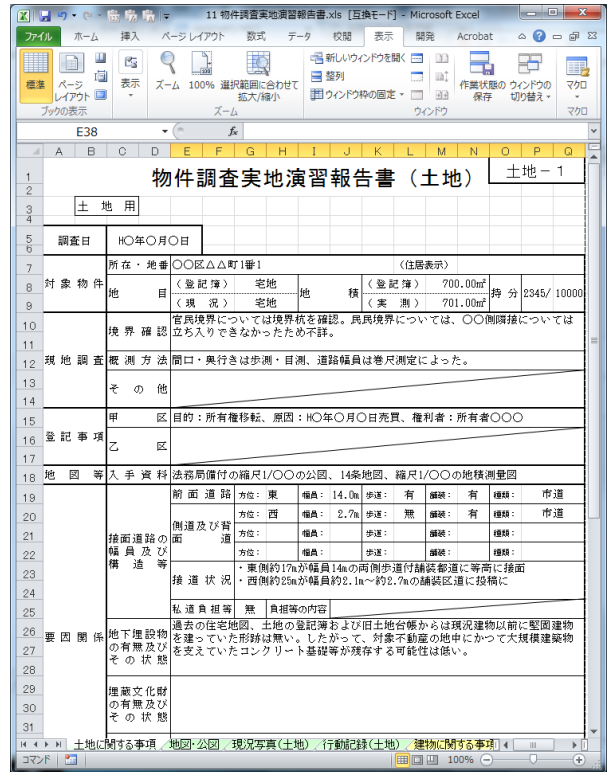 11 物件調査実地演習報告書.xls [互換モード] - Microsoft Excel
ファイル ホーム 挿入 ページ レイアウト 数式 データ 校閲 表示 開発 Acrobat
標準 ページ レイアウト 表示 ズーム 100% 選択範囲に合わせて 拡大/縮小 新しいウィンドウを開く 整列 ウィンドウ枠の固定 作業状態の 保存 ウィンドウの 切り替え マクロ
ブックの表示 ズーム ウィンドウ マクロ
E38 fx
A B C D E F G H I J K L M N O P Q
1 物件調査実地演習報告書（土地） 土地－1
2
3 土地用
4
5 調査日 H○年○月○日
6
7 所在・地番 ○○区△△町1番1 （住居表示）
8 対象物件 地目 （登記簿） 宅地 地積 （登記簿） 700.00㎡ 持分 2345/ 10000
9 （現況） 宅地 （実測） 701.00㎡
10 境界確認 官民境界については境界杭を確認。民民境界については、○○側隣接については
11 立ち入りできなかったため不詳。
12 現地調査 概測方法 間口・奥行きは歩測・目測、道路幅員は巻尺測定によった。
13 その他
14
15 甲区 目的：所有権移転、原因：H○年○月○日売買、権利者：所有者○○○
16 登記事項
17 乙区
18 地図等 入手資料 法務局備付の縮尺1/○○の公図、14条地図、縮尺1/○○の地積測量図
19 前面道路 方位： 東 幅員： 14.0m 歩道： 有 舗装： 有 種類： 市道
20 側道及び背面道 方位： 西 幅員： 2.7m 歩道： 無 舗装： 有 種類： 市道
21 接面道路の 方位： 幅員： 歩道： 舗装： 種類：
22 幅員及び 方位： 幅員： 歩道： 舗装： 種類：
23 構造等 接道状況 ・東側約17mが幅員14mの両側歩道付舗装都道に等高に接面
24 ・西側約25mが幅員約2.1m～約2.7mの舗装区道に投稿に
25 私道負担等 無 負担等の内容
26 要因関係 地下埋設物 過去の住宅地図、土地の登記簿および旧土地台帳からは現況建物以前に堅固建物
27 の有無及び を建っていた形跡は無い。したがって、対象不動産の地中にかつて大規模建築物
28 その状態 を支えていたコンクリート基礎等が残存する可能性は低い。
29 埋蔵文化財
30 の有無及び
31 その状態
土地に関する事項 地図・公図 現況写真(土地) 行動記録(土地) 建物に関する事項
コマンド 100%